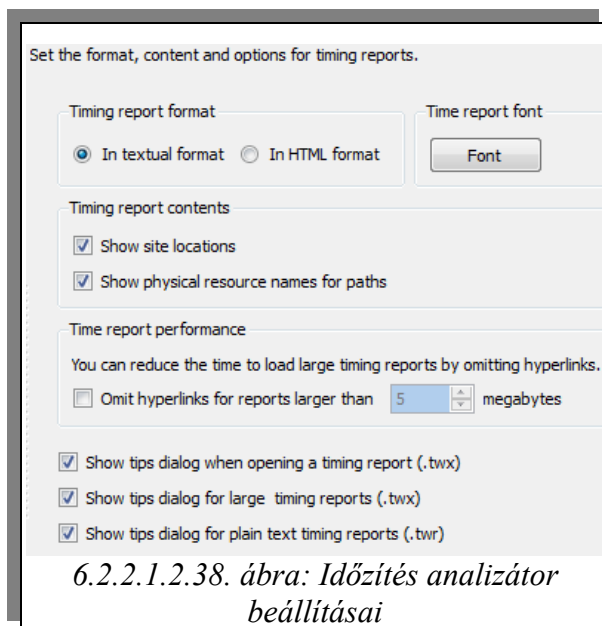 Set the format, content and options for timing reports.
Timing report format
Time report font
In textual format In HTML format
Font
Timing report contents
Show site locations
Show physical resource names for paths
Time report performance
You can reduce the time to load large timing reports by omitting hyperlinks.
Omit hyperlinks for reports larger than 5 megabytes
Show tips dialog when opening a timing report (.twx)
Show tips dialog for large timing reports (.twx)
Show tips dialog for plain text timing reports (.twr)
6.2.2.1.2.38. ábra: Időzítés analizátor
beállításai